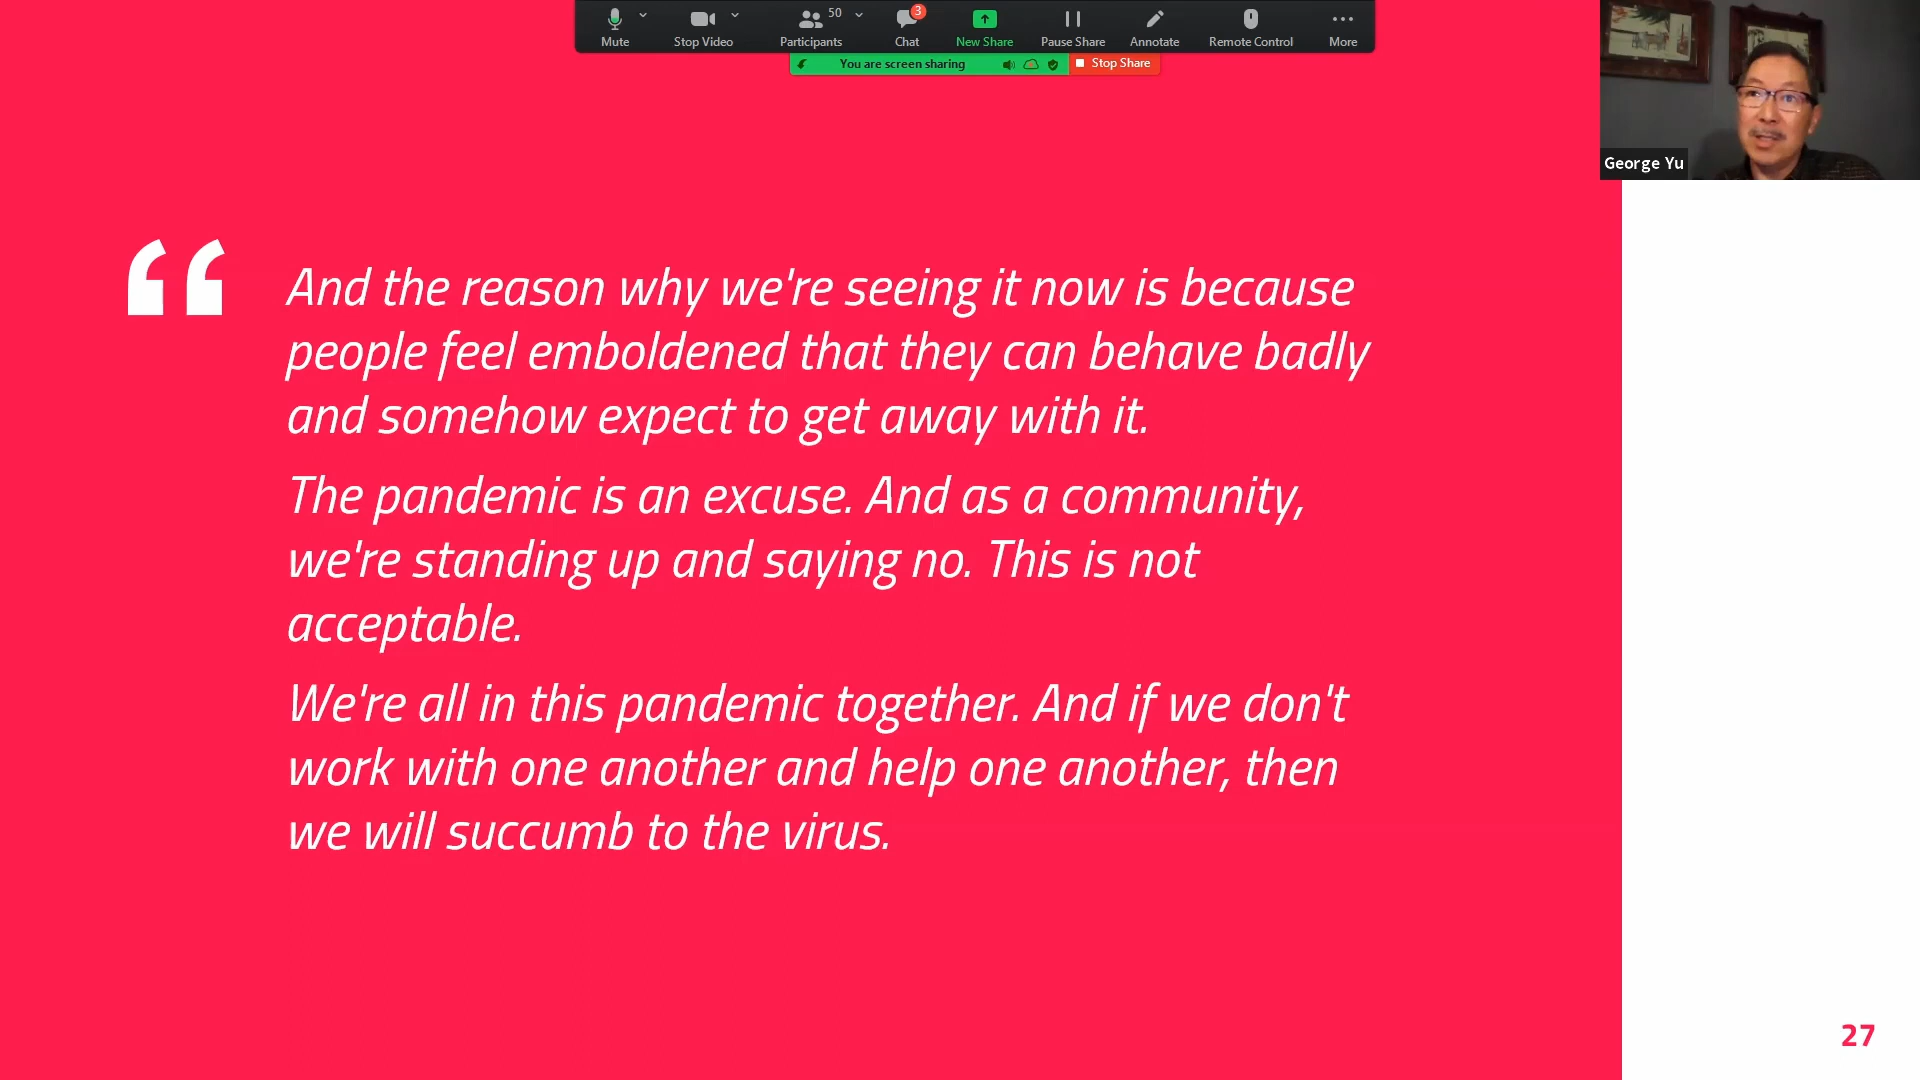 50
3
Mute
Stop Video
Participants
Chat
New Share
Pause Share
Annotate
Remote Control
More
You are screen sharing
Stop Share
George Yu
“
And the reason why we're seeing it now is because
people feel emboldened that they can behave badly
and somehow expect to get away with it.
The pandemic is an excuse. And as a community,
we're standing up and saying no. This is not
acceptable.
We're all in this pandemic together. And if we don't
work with one another and help one another, then
we will succumb to the virus.
27